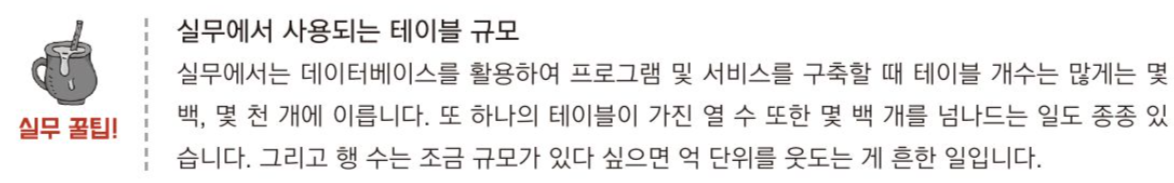 실무에서 사용되는 테이블 규모
실무에서는 데이터베이스를 활용하여 프로그램 및 서비스를 구축할 때 테이블 개수는 많게는 몇
백, 몇 천 개에 이릅니다. 또 하나의 테이블이 가진 열 수 또한 몇 백 개를 넘나드는 일도 종종 있
습니다. 그리고 행 수는 조금 규모가 있다 싶으면 억 단위를 웃도는 게 흔한 일입니다.
실무 꿀팁!